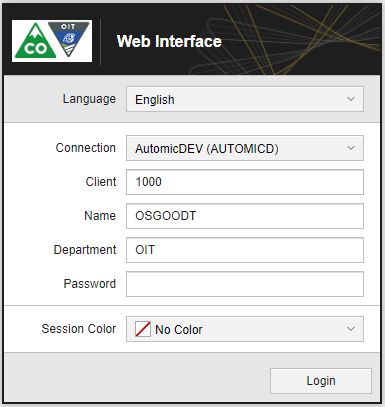 CO OIT Web Interface
Language English
Connection AutomicDEV (AUTOMICD)
Client 1000
Name OSGOODT
Department OIT
Password
Session Color No Color
Login